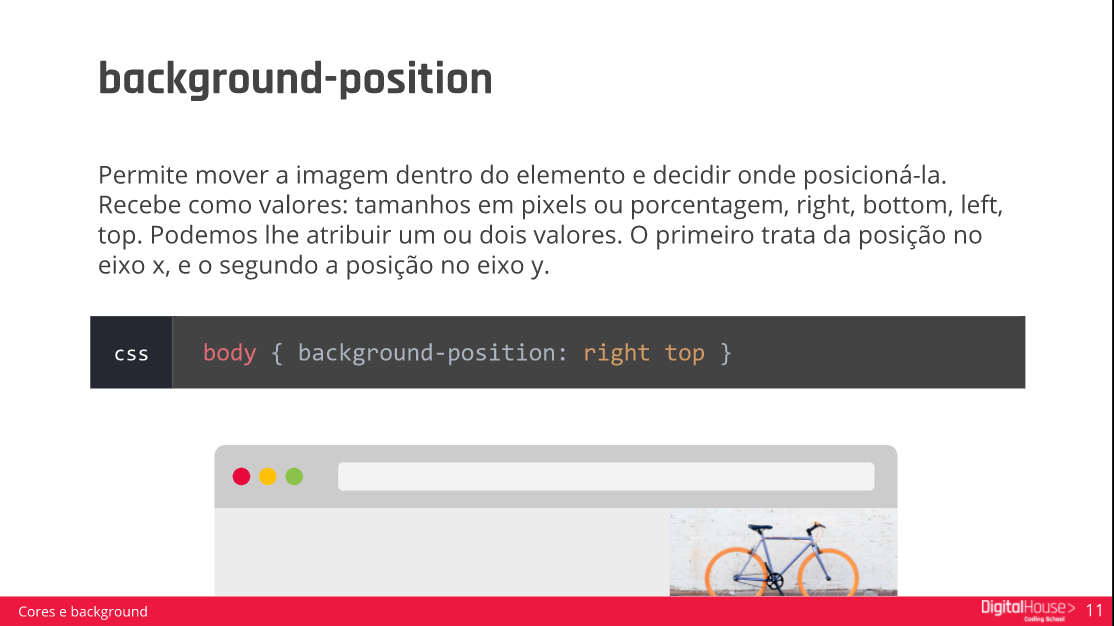 background-position
Permite mover a imagem dentro do elemento e decidir onde posicioná-la.
Recebe como valores: tamanhos em pixels ou porcentagem, right, bottom, left,
top. Podemos lhe atribuir um ou dois valores. O primeiro trata da posição no
eixo x, e o segundo a posição no eixo y.
css body { background-position: right top }
Cores e background
DigitalHouse>
Coding School
11